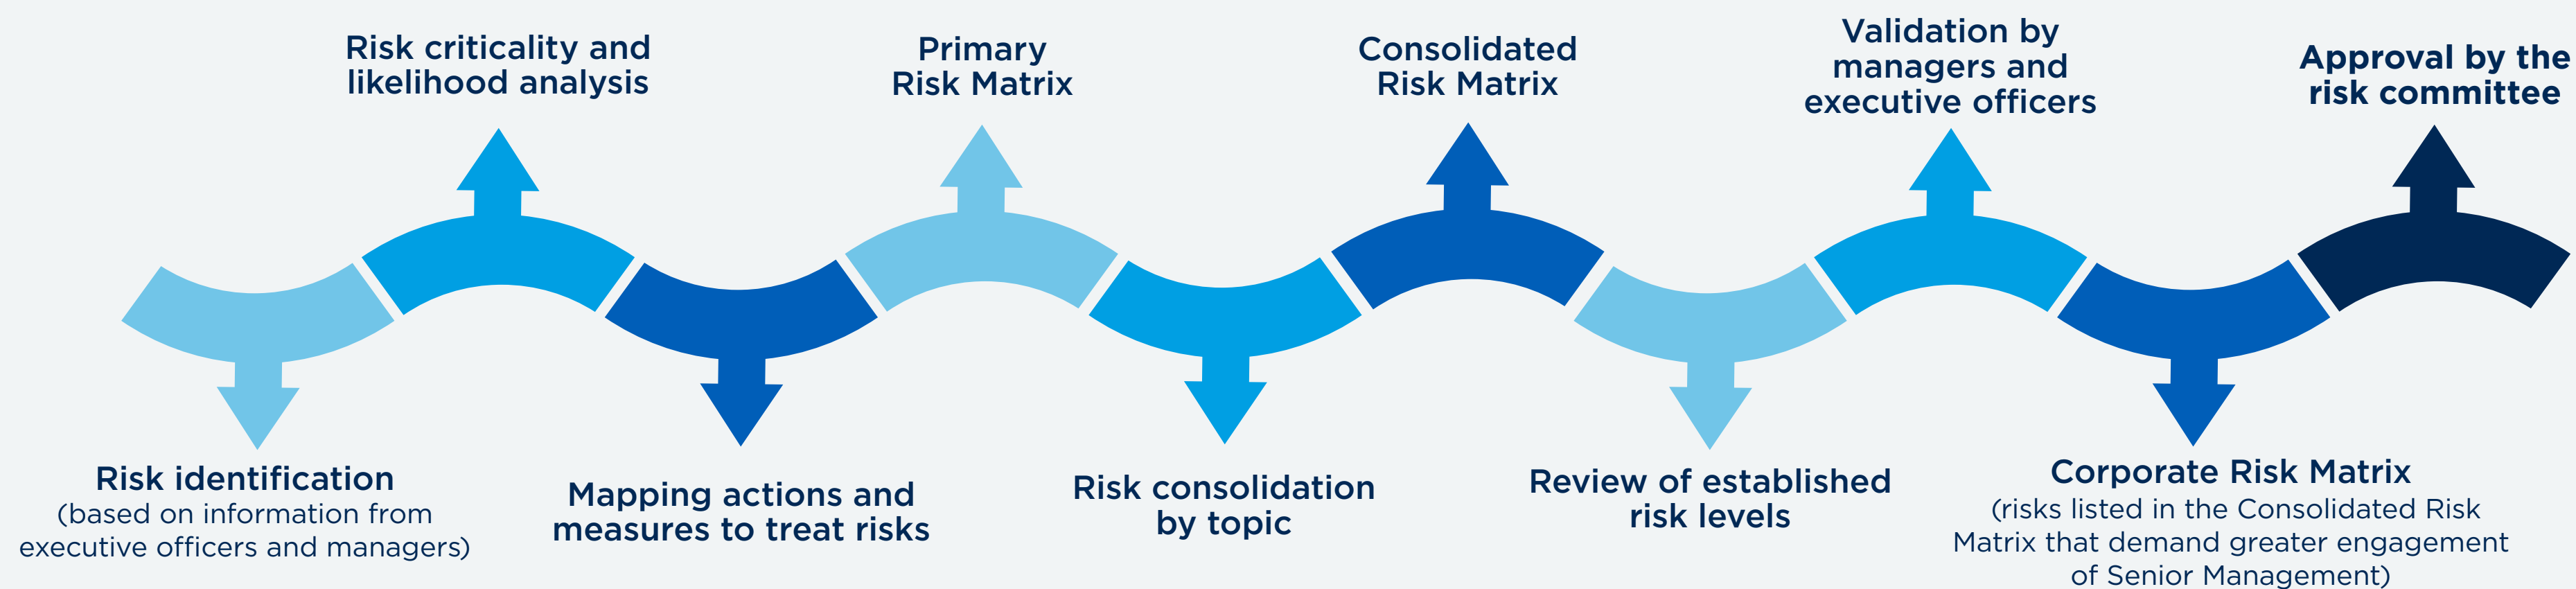 Risk identification
(based on information from
executive officers and managers)
Risk criticality and
likelihood analysis
Mapping actions and
measures to treat risks
Primary
Risk Matrix
Risk consolidation
by topic
Consolidated
Risk Matrix
Review of established
risk levels
Validation by
managers and
executive officers
Corporate Risk Matrix
(risks listed in the Consolidated Risk
Matrix that demand greater engagement
of Senior Management)
Approval by the
risk committee